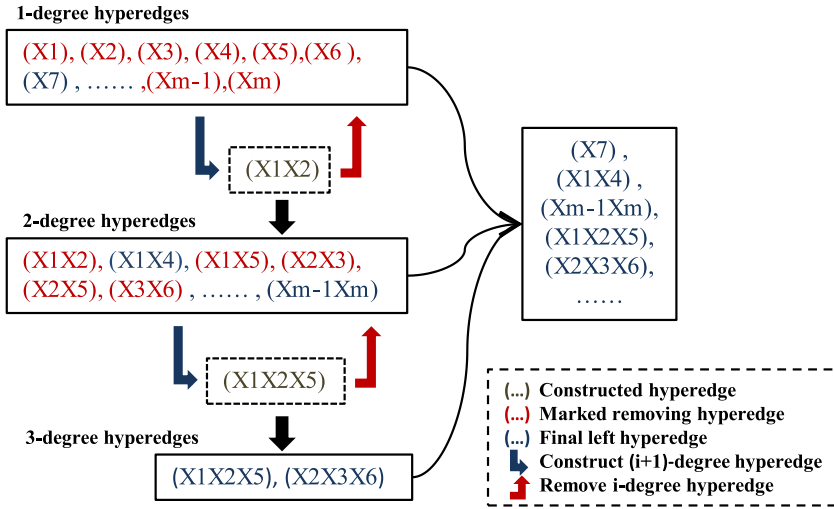 1-degree hyperedges
(X1), (X2), (X3), (X4), (X5),(X6 ),
(X7) , …… ,(Xm-1),(Xm)
(X1X2)
2-degree hyperedges
(X1X2), (X1X4), (X1X5), (X2X3),
(X2X5), (X3X6) , …… , (Xm-1Xm)
(X1X2X5)
3-degree hyperedges
(X1X2X5), (X2X3X6)
(X7) ,
(X1X4) ,
(Xm-1Xm),
(X1X2X5),
(X2X3X6),
……
(...) Constructed hyperedge
(...) Marked removing hyperedge
(...) Final left hyperedge
Construct (i+1)-degree hyperedge
Remove i-degree hyperedge